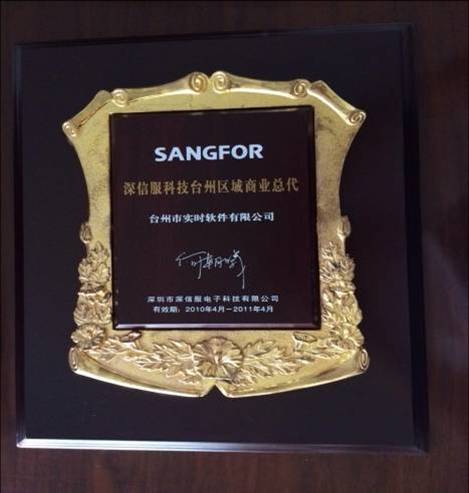 SANGFOR
深信服科技台州区域商业总代
台州市实时软件有限公司
深圳市深信服电子科技有限公司
有效期：2010年4月－2011年4月